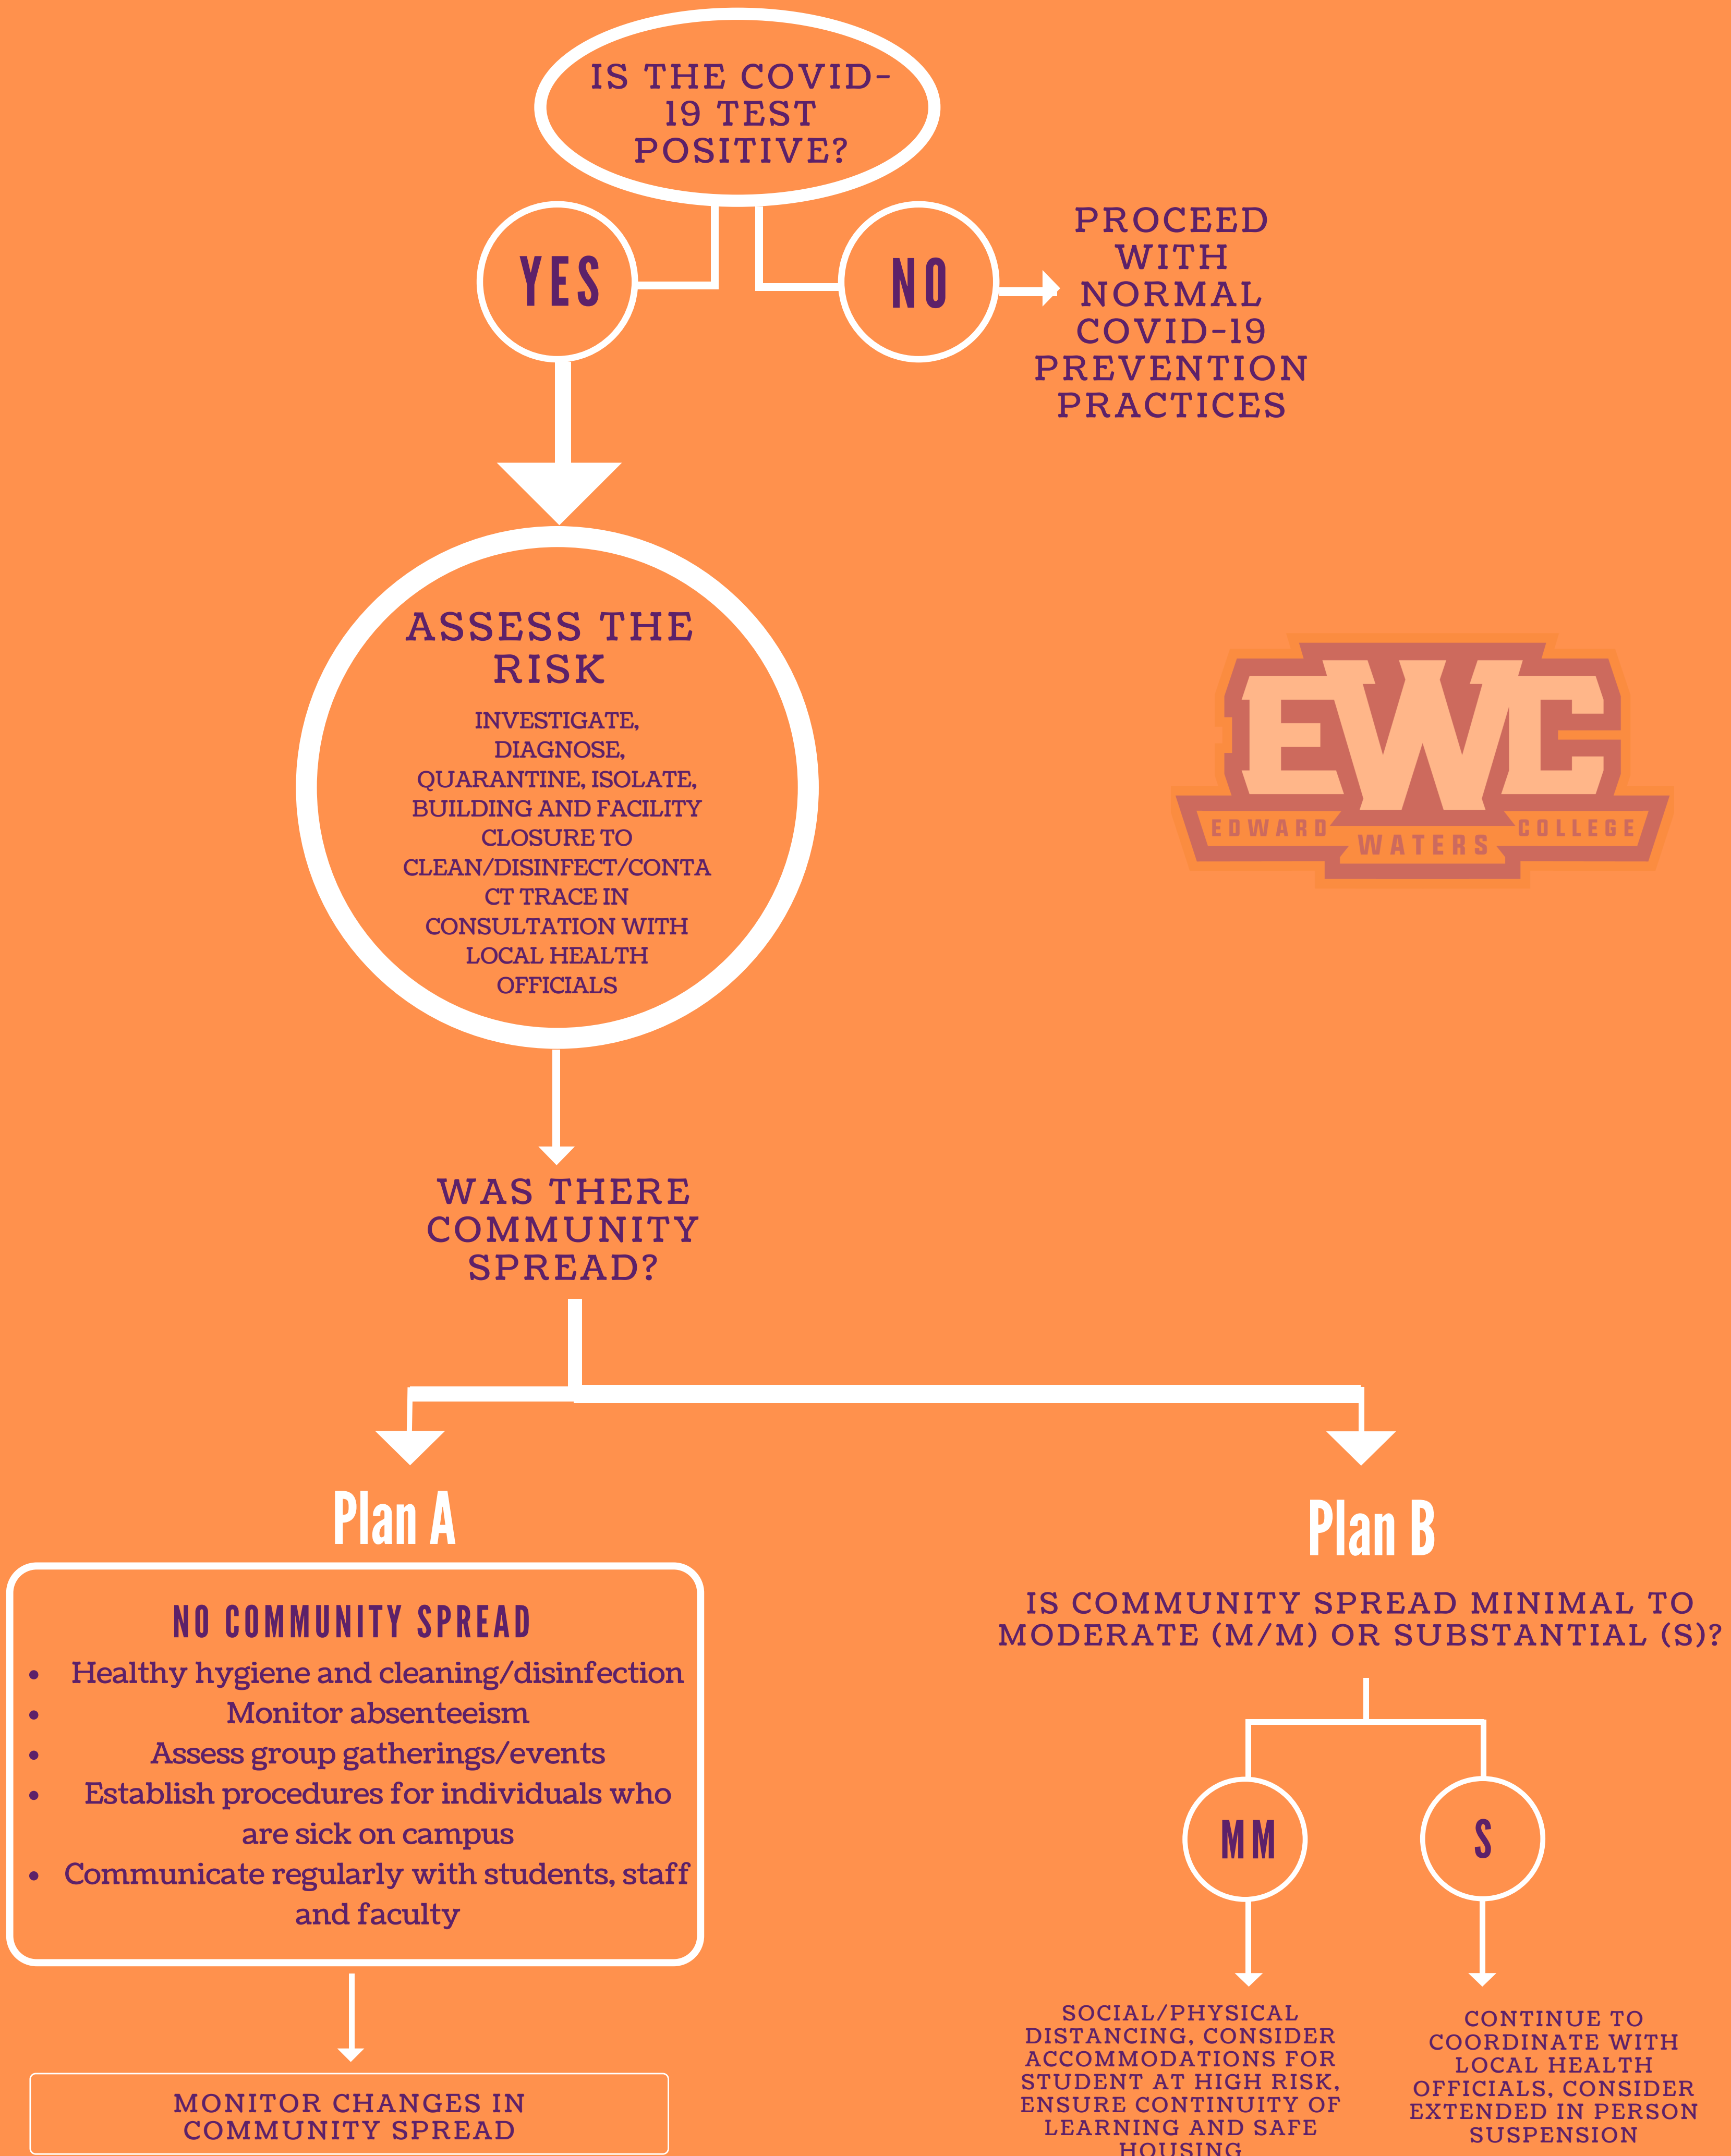 IS THE COVID-
19 TEST
POSITIVE?
YES
NO
PROCEED
WITH
NORMAL
COVID-19
PREVENTION
PRACTICES
ASSESS THE
RISK
INVESTIGATE,
DIAGNOSE,
QUARANTINE, ISOLATE,
BUILDING AND FACILITY
CLOSURE TO
CLEAN/DISINFECT/CONTA
CT TRACE IN
CONSULTATION WITH
LOCAL HEALTH
OFFICIALS
EWC
EDWARD WATERS COLLEGE
WAS THERE
COMMUNITY
SPREAD?
Plan A
NO COMMUNITY SPREAD
• Healthy hygiene and cleaning/disinfection
• Monitor absenteeism
• Assess group gatherings/events
• Establish procedures for individuals who
are sick on campus
• Communicate regularly with students, staff
and faculty
MONITOR CHANGES IN
COMMUNITY SPREAD
Plan B
IS COMMUNITY SPREAD MINIMAL TO
MODERATE (M/M) OR SUBSTANTIAL (S)?
MM
S
SOCIAL/PHYSICAL
DISTANCING, CONSIDER
ACCOMMODATIONS FOR
STUDENT AT HIGH RISK,
ENSURE CONTINUITY OF
LEARNING AND SAFE
HOUSING
CONTINUE TO
COORDINATE WITH
LOCAL HEALTH
OFFICIALS, CONSIDER
EXTENDED IN PERSON
SUSPENSION